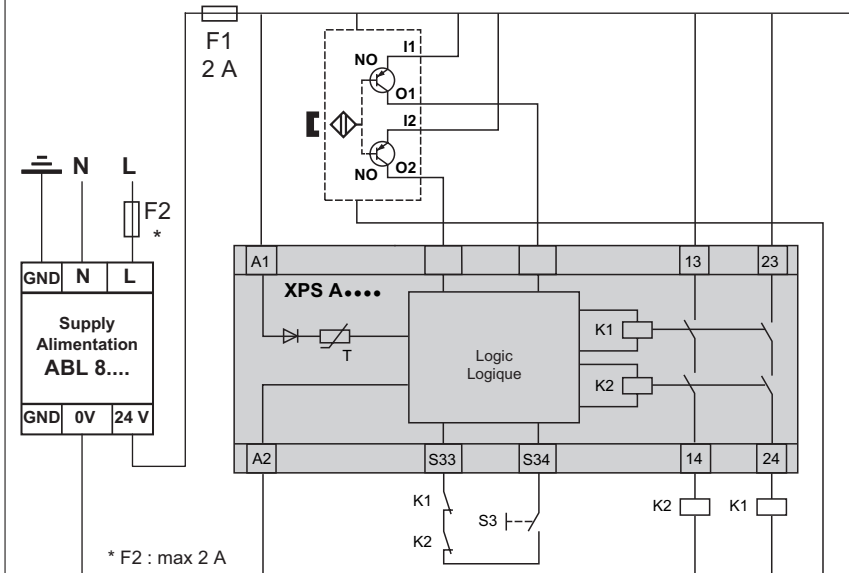 F1
2 A
NO
I1
O1
I2
O2
NO
N L
F2
*
GND N L
Supply
Alimentation
ABL 8....
GND 0V 24 V
A1 13 23
XPS A••••
T
Logic
Logique
K1
K2
A2 S33 S34 14 24
K1
K2
S3
K2 K1
* F2 : max 2 A